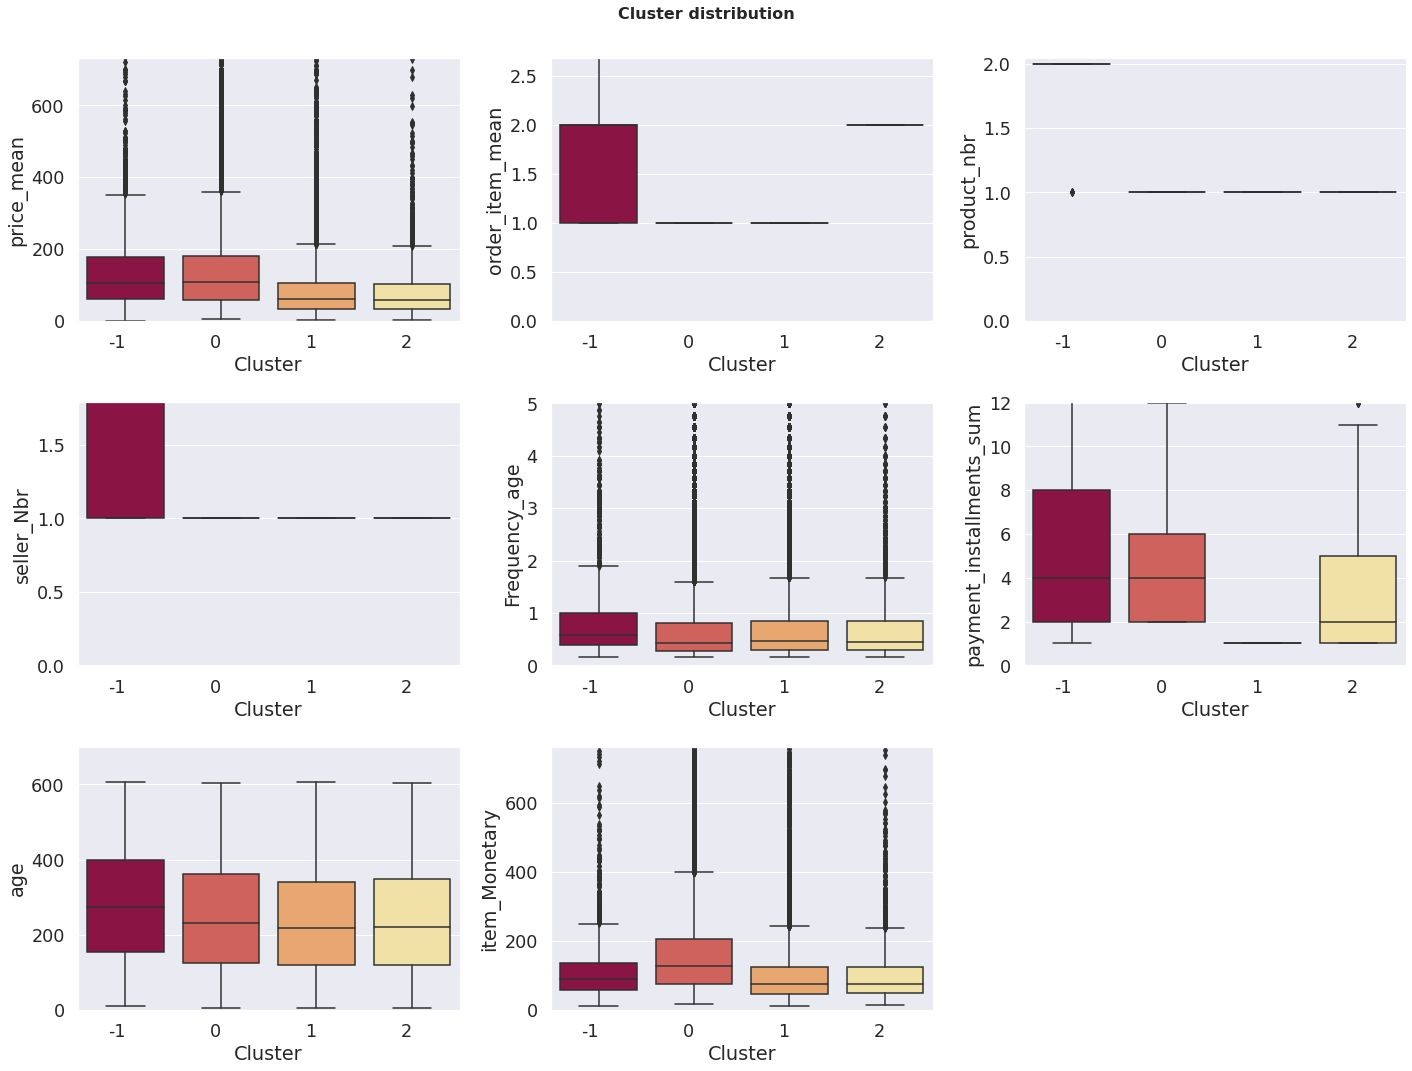 Cluster distribution
price_mean
600
400
200
0
-1 0 1 2
Cluster
order_item_mean
2.5
2.0
1.5
1.0
0.5
0.0
-1 0 1 2
Cluster
product_nbr
2.0
1.5
1.0
0.5
0.0
-1 0 1 2
Cluster
seller_Nbr
1.5
1.0
0.5
0.0
-1 0 1 2
Cluster
Frequency_age
5
4
3
2
1
0
-1 0 1 2
Cluster
payment_installments_sum
12
10
8
6
4
2
0
-1 0 1 2
Cluster
age
600
400
200
0
-1 0 1 2
Cluster
item_Monetary
600
400
200
0
-1 0 1 2
Cluster